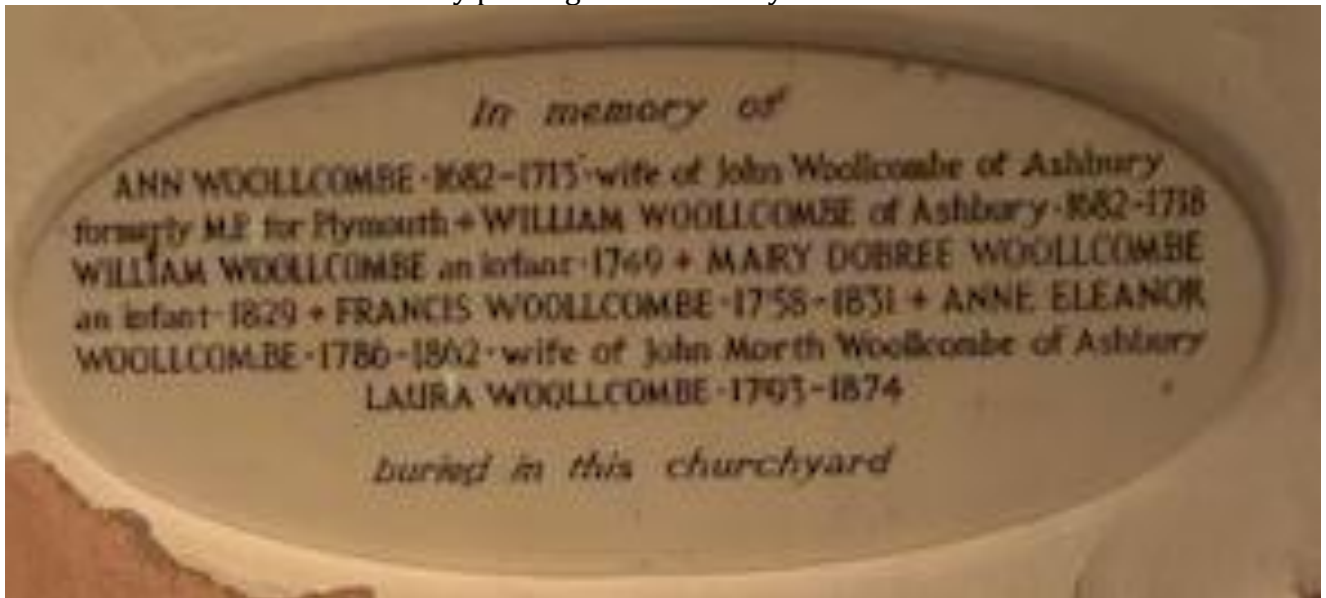 In memory of
ANN WOOLLCOMBE · 1682-1713 · wife of John Woollcombe of Ashbury
formerly M.P. for Plymouth + WILLIAM WOOLLCOMBE of Ashbury · 1682-1718
WILLIAM WOOLLCOMBE an infant · 1749 + MARY DOBREE WOOLLCOMBE
an infant · 1829 + FRANCIS WOOLLCOMBE · 1758-1831 + ANNE ELEANOR
WOOLLCOMBE · 1786-1862 · wife of John Morth Woollcombe of Ashbury
LAURA WOOLLCOMBE · 1793-1874
buried in this churchyard